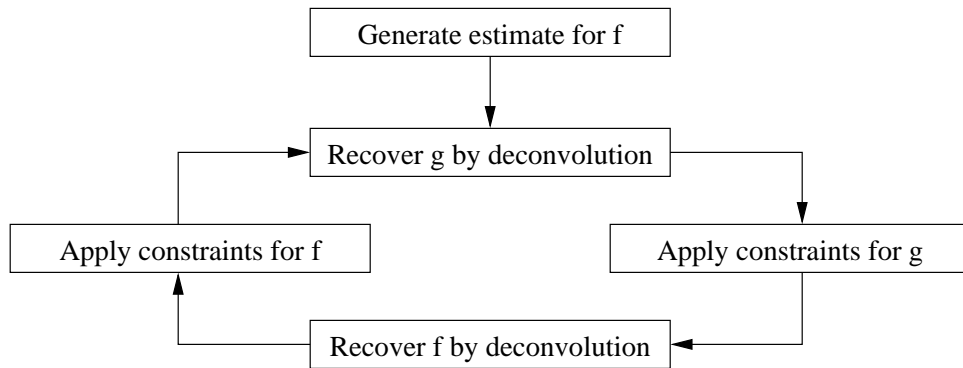 Generate estimate for f
Recover g by deconvolution
Apply constraints for f
Apply constraints for g
Recover f by deconvolution